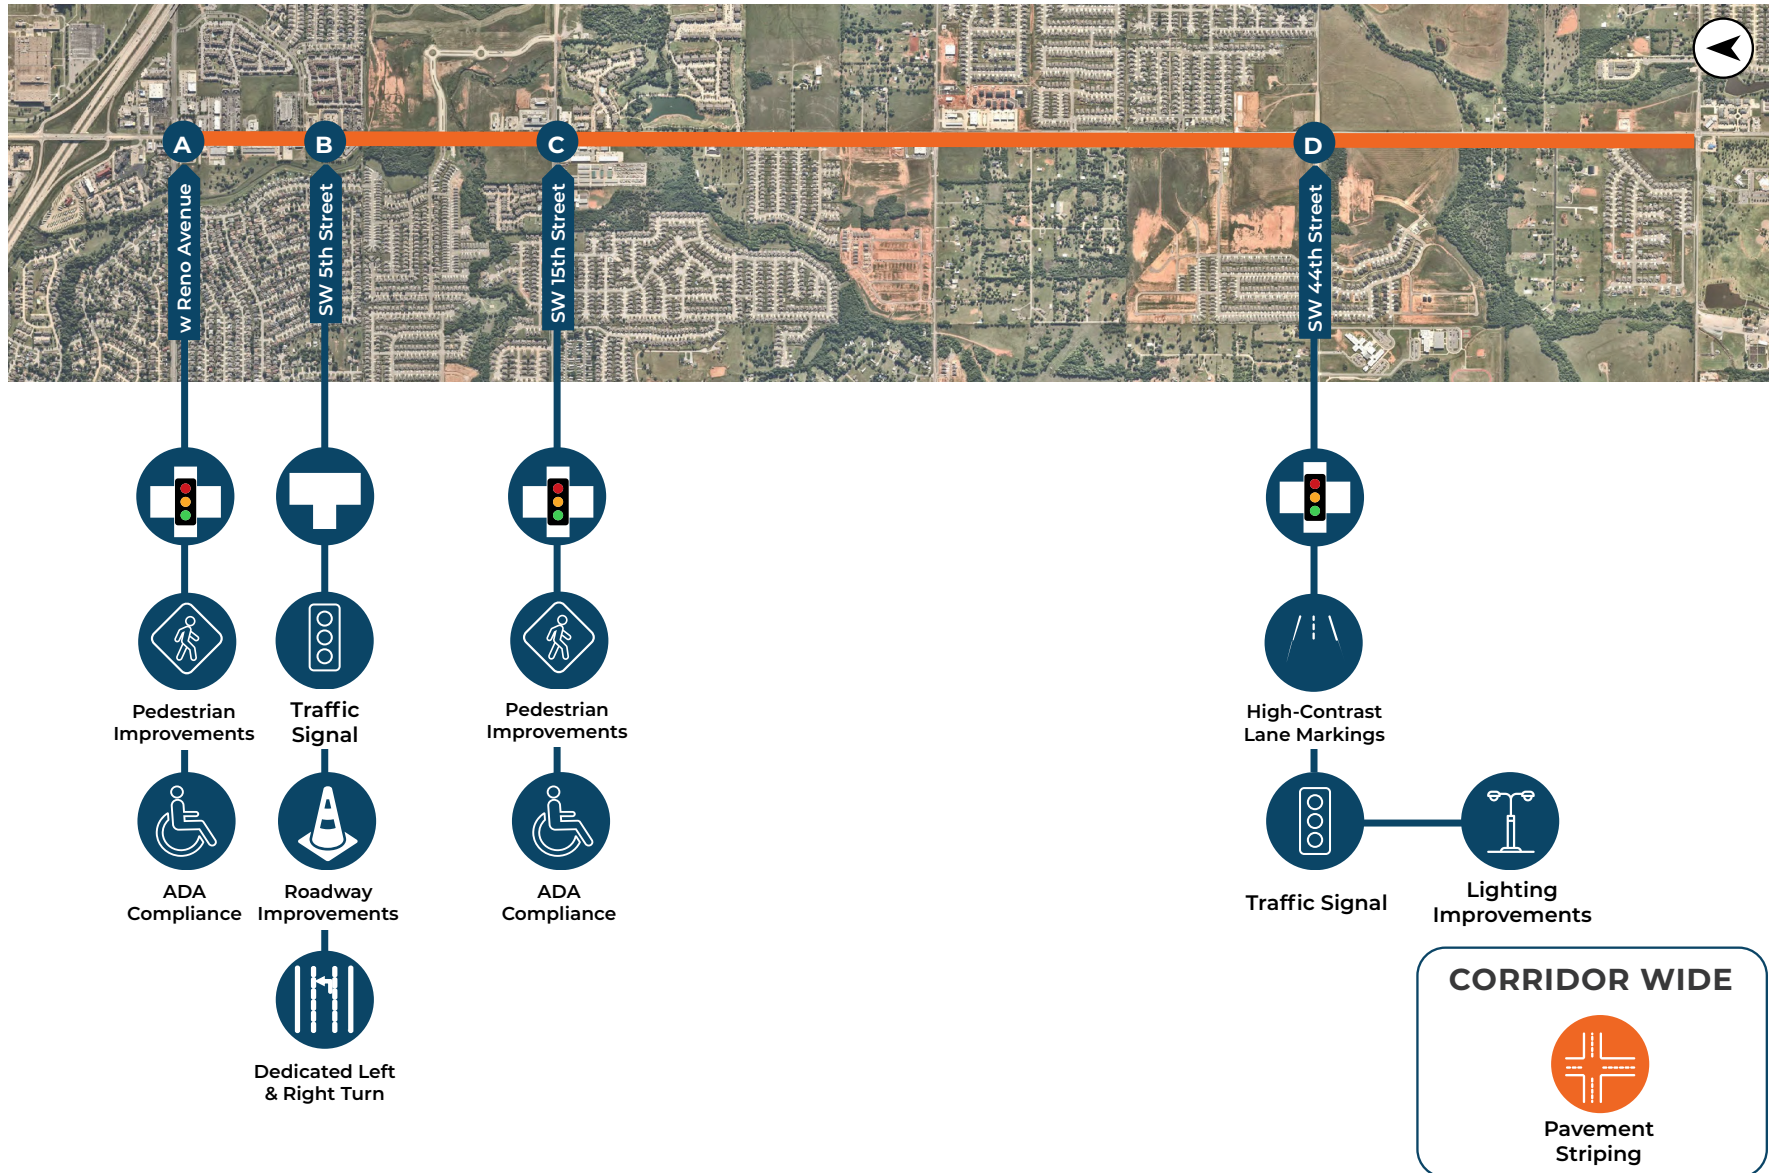 A
B
C
D
w Reno Avenue
SW 5th Street
SW 15th Street
SW 44th Street
Pedestrian
Improvements
ADA
Compliance
Traffic
Signal
Roadway
Improvements
Dedicated Left
& Right Turn
Pedestrian
Improvements
ADA
Compliance
High-Contrast
Lane Markings
Traffic Signal
Lighting
Improvements
CORRIDOR WIDE
Pavement
Striping